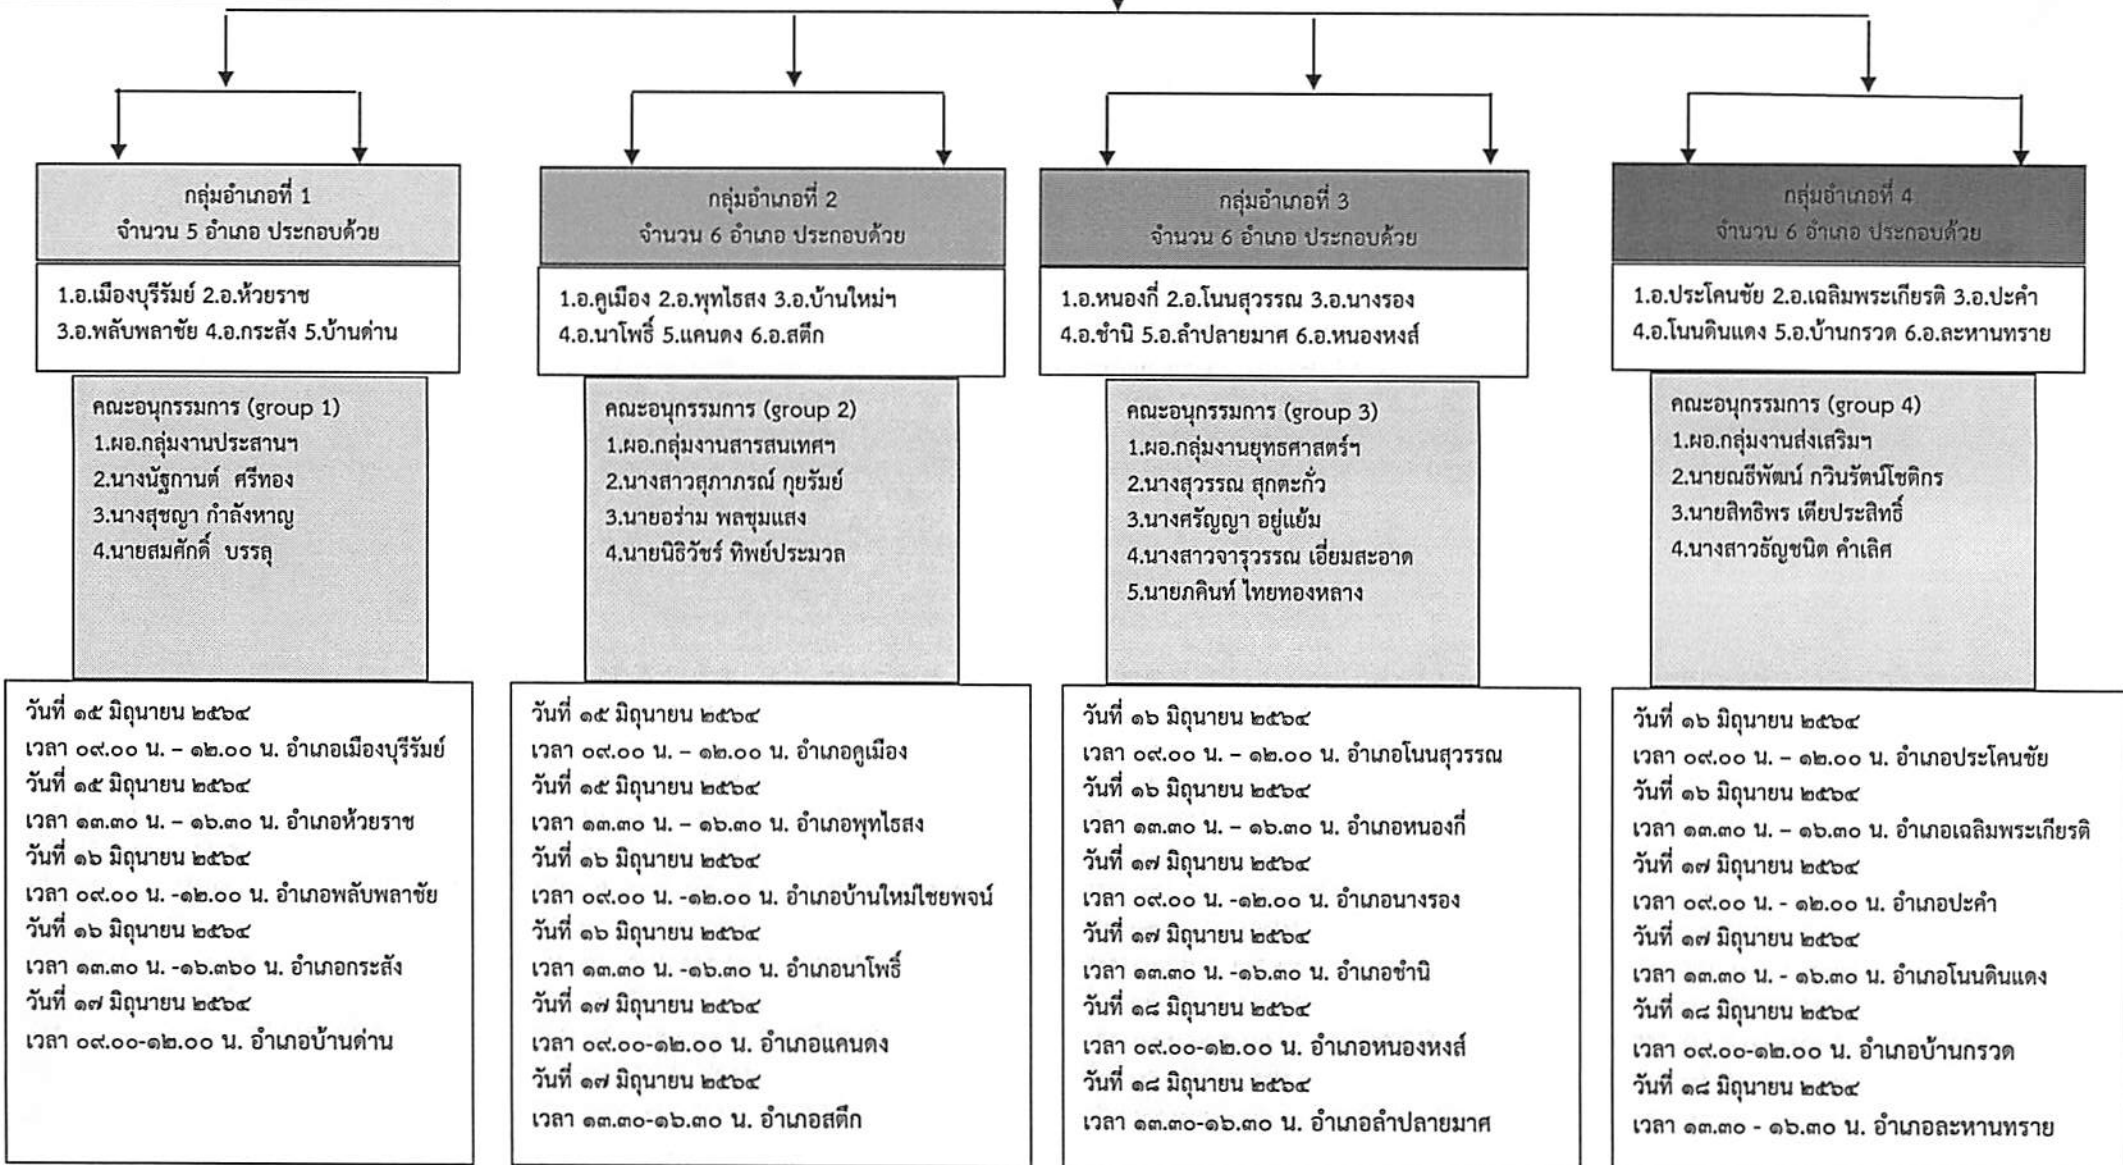 กลุ่มอำเภอที่ 1
จำนวน 5 อำเภอ ประกอบด้วย
1.อ.เมืองบุรีรัมย์ 2.อ.ห้วยราช
3.อ.พลับพลาชัย 4.อ.กระสัง 5.บ้านด่าน
คณะอนุกรรมการ (group 1)
1.ผอ.กลุ่มงานประสานฯ
2.นางนัฐกานต์ ศรีทอง
3.นางสุชญา กำลังหาญ
4.นายสมศักดิ์ บรรลุ
วันที่ ๑๕ มิถุนายน ๒๕๖๔
เวลา ๐๙.๐๐ น. – ๑๒.๐๐ น. อำเภอเมืองบุรีรัมย์
วันที่ ๑๕ มิถุนายน ๒๕๖๔
เวลา ๑๓.๓๐ น. – ๑๖.๓๐ น. อำเภอห้วยราช
วันที่ ๑๖ มิถุนายน ๒๕๖๔
เวลา ๐๙.๐๐ น. -๑๒.๐๐ น. อำเภอพลับพลาชัย
วันที่ ๑๖ มิถุนายน ๒๕๖๔
เวลา ๑๓.๓๐ น. -๑๖.๓๖๐ น. อำเภอกระสัง
วันที่ ๑๗ มิถุนายน ๒๕๖๔
เวลา ๐๙.๐๐-๑๒.๐๐ น. อำเภอบ้านด่าน
กลุ่มอำเภอที่ 2
จำนวน 6 อำเภอ ประกอบด้วย
1.อ.คูเมือง 2.อ.พุทไธสง 3.อ.บ้านใหม่ฯ
4.อ.นาโพธิ์ 5.แคนดง 6.อ.สตึก
คณะอนุกรรมการ (group 2)
1.ผอ.กลุ่มงานสารสนเทศฯ
2.นางสาวสุภาภรณ์ กุยรัมย์
3.นายอร่าม พลชุมแสง
4.นายนิธิวัชร์ ทิพย์ประมวล
วันที่ ๑๕ มิถุนายน ๒๕๖๔
เวลา ๐๙.๐๐ น. – ๑๒.๐๐ น. อำเภอคูเมือง
วันที่ ๑๕ มิถุนายน ๒๕๖๔
เวลา ๑๓.๓๐ น. – ๑๖.๓๐ น. อำเภอพุทไธสง
วันที่ ๑๖ มิถุนายน ๒๕๖๔
เวลา ๐๙.๐๐ น. -๑๒.๐๐ น. อำเภอบ้านใหม่ไชยพจน์
วันที่ ๑๖ มิถุนายน ๒๕๖๔
เวลา ๑๓.๓๐ น. -๑๖.๓๐ น. อำเภอนาโพธิ์
วันที่ ๑๗ มิถุนายน ๒๕๖๔
เวลา ๐๙.๐๐-๑๒.๐๐ น. อำเภอแคนดง
วันที่ ๑๗ มิถุนายน ๒๕๖๔
เวลา ๑๓.๓๐-๑๖.๓๐ น. อำเภอสตึก
กลุ่มอำเภอที่ 3
จำนวน 6 อำเภอ ประกอบด้วย
1.อ.หนองกี่ 2.อ.โนนสุวรรณ 3.อ.นางรอง
4.อ.ชำนิ 5.อ.ลำปลายมาศ 6.อ.หนองหงส์
คณะอนุกรรมการ (group 3)
1.ผอ.กลุ่มงานยุทธศาสตร์ฯ
2.นางสุวรรณ สุกตะกั่ว
3.นางศรัญญา อยู่แย้ม
4.นางสาวจารุวรรณ เอี่ยมสะอาด
5.นายภคินท์ ไทยทองหลาง
วันที่ ๑๖ มิถุนายน ๒๕๖๔
เวลา ๐๙.๐๐ น. – ๑๒.๐๐ น. อำเภอโนนสุวรรณ
วันที่ ๑๖ มิถุนายน ๒๕๖๔
เวลา ๑๓.๓๐ น. – ๑๖.๓๐ น. อำเภอหนองกี่
วันที่ ๑๗ มิถุนายน ๒๕๖๔
เวลา ๐๙.๐๐ น. -๑๒.๐๐ น. อำเภอนางรอง
วันที่ ๑๗ มิถุนายน ๒๕๖๔
เวลา ๑๓.๓๐ น. -๑๖.๓๐ น. อำเภอชำนิ
วันที่ ๑๘ มิถุนายน ๒๕๖๔
เวลา ๐๙.๐๐-๑๒.๐๐ น. อำเภอหนองหงส์
วันที่ ๑๘ มิถุนายน ๒๕๖๔
เวลา ๑๓.๓๐-๑๖.๓๐ น. อำเภอลำปลายมาศ
กลุ่มอำเภอที่ 4
จำนวน 6 อำเภอ ประกอบด้วย
1.อ.ประโคนชัย 2.อ.เฉลิมพระเกียรติ 3.อ.ปะคำ
4.อ.โนนดินแดง 5.อ.บ้านกรวด 6.อ.ละหานทราย
คณะอนุกรรมการ (group 4)
1.ผอ.กลุ่มงานส่งเสริมฯ
2.นายณธีพัฒน์ กวินรัตน์โชติกร
3.นายสิทธิพร เตียประสิทธิ์
4.นางสาวธัญชนิต คำเลิศ
วันที่ ๑๖ มิถุนายน ๒๕๖๔
เวลา ๐๙.๐๐ น. – ๑๒.๐๐ น. อำเภอประโคนชัย
วันที่ ๑๖ มิถุนายน ๒๕๖๔
เวลา ๑๓.๓๐ น. – ๑๖.๓๐ น. อำเภอเฉลิมพระเกียรติ
วันที่ ๑๗ มิถุนายน ๒๕๖๔
เวลา ๐๙.๐๐ น. - ๑๒.๐๐ น. อำเภอปะคำ
วันที่ ๑๗ มิถุนายน ๒๕๖๔
เวลา ๑๓.๓๐ น. - ๑๖.๓๐ น. อำเภอโนนดินแดง
วันที่ ๑๘ มิถุนายน ๒๕๖๔
เวลา ๐๙.๐๐-๑๒.๐๐ น. อำเภอบ้านกรวด
วันที่ ๑๘ มิถุนายน ๒๕๖๔
เวลา ๑๓.๓๐ - ๑๖.๓๐ น. อำเภอละหานทราย